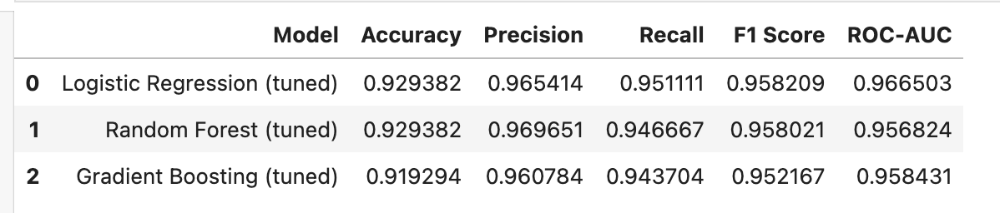 Model Accuracy Precision Recall F1 Score ROC-AUC
0 Logistic Regression (tuned) 0.929382 0.965414 0.951111 0.958209 0.966503
1 Random Forest (tuned) 0.929382 0.969651 0.946667 0.958021 0.956824
2 Gradient Boosting (tuned) 0.919294 0.960784 0.943704 0.952167 0.958431